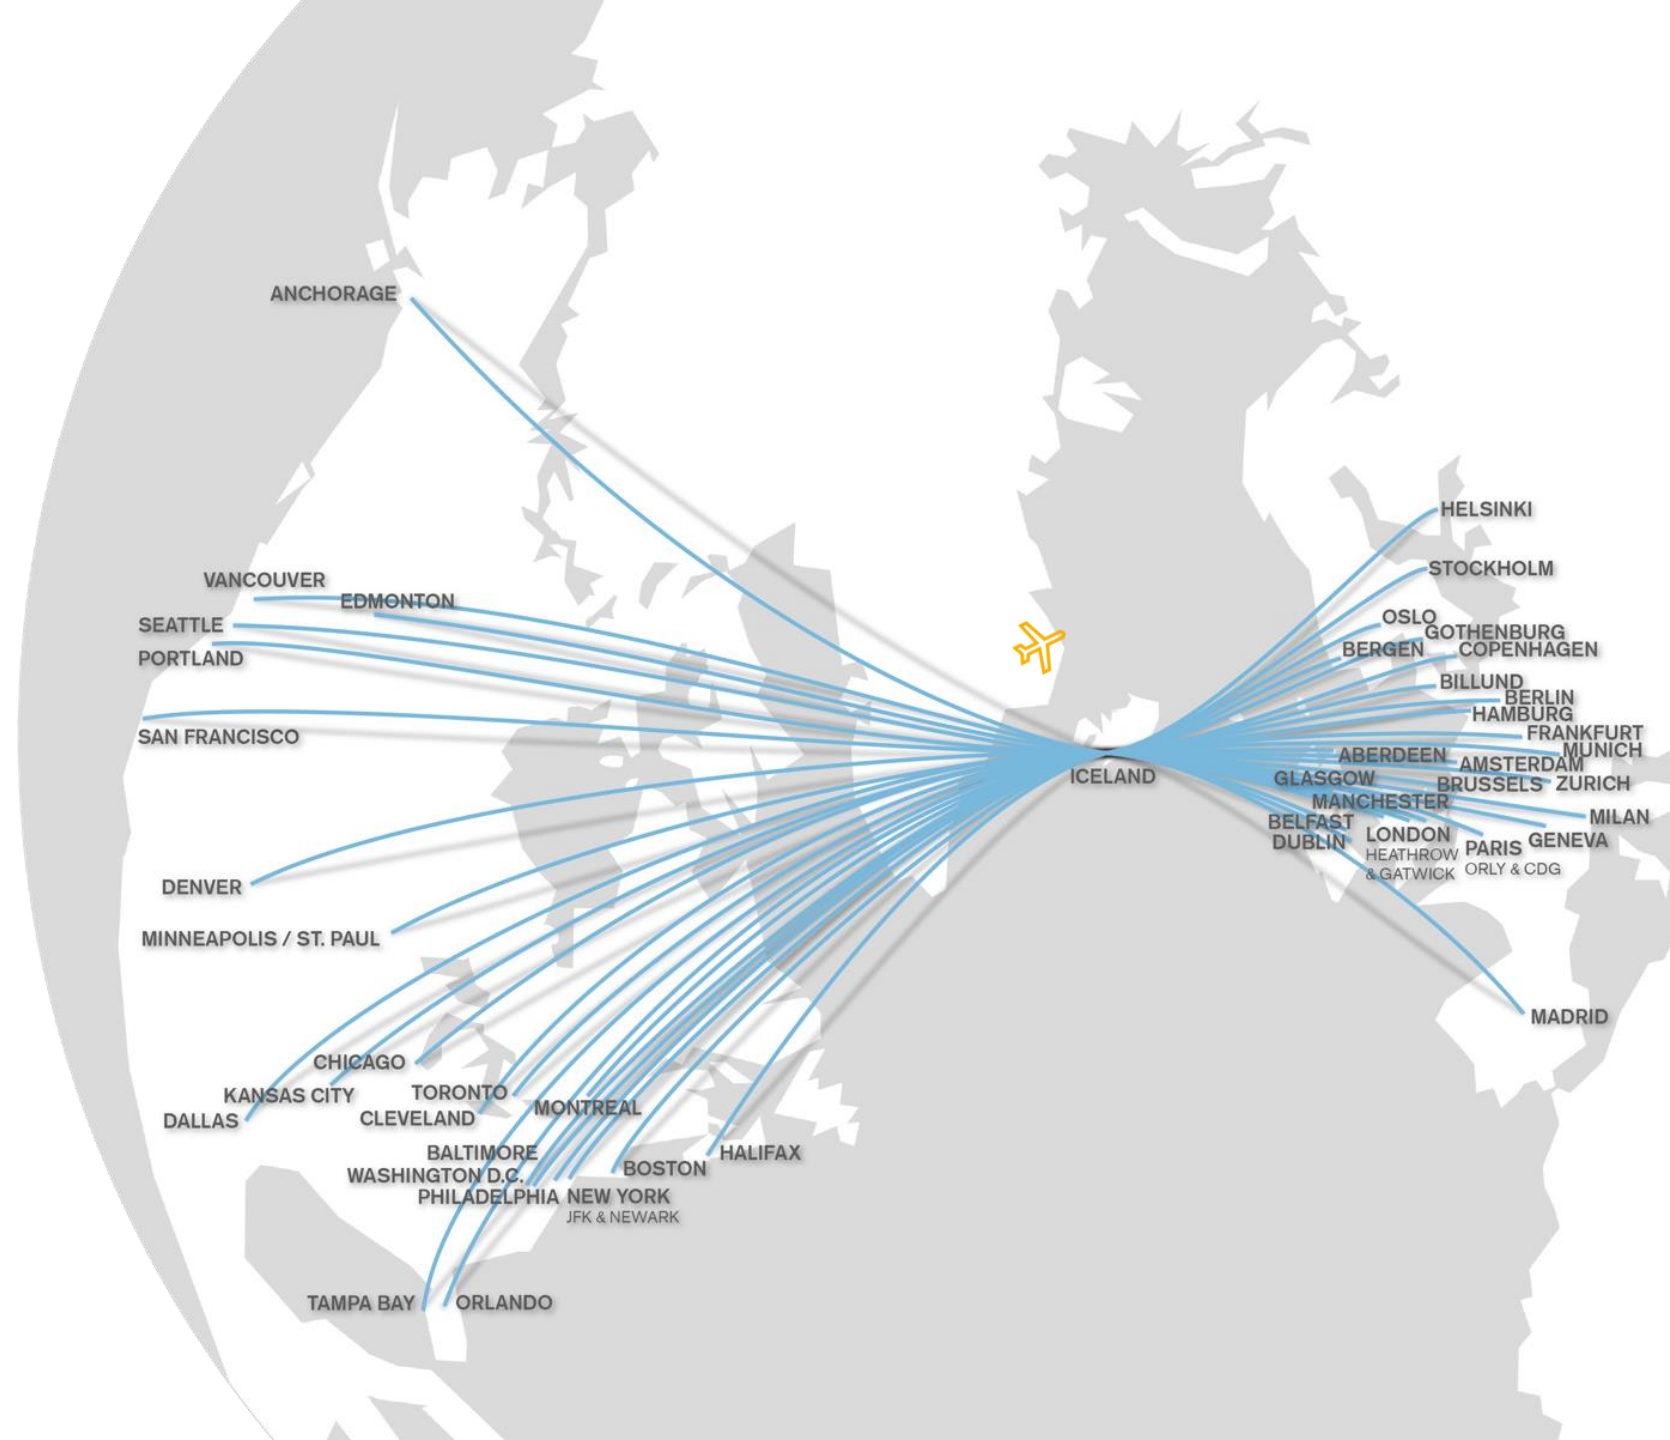 ANCHORAGE
HELSINKI
STOCKHOLM
VANCOUVER
EDMONTON
SEATTLE
PORTLAND
OSLO
GOTHENBURG
BERGEN
COPENHAGEN
BILLUND
BERLIN
HAMBURG
SAN FRANCISCO
FRANKFURT
MUNICH
ABERDEEN
AMSTERDAM
ICELAND
GLASGOW
BRUSSELS
ZURICH
MANCHESTER
MILAN
BELFAST
DUBLIN
LONDON
HEATHROW
& GATWICK
PARIS
ORLY & CDG
GENEVA
DENVER
MINNEAPOLIS / ST. PAUL
MADRID
CHICAGO
KANSAS CITY
DALLAS
TORONTO
CLEVELAND
MONTREAL
BALTIMORE
WASHINGTON D.C.
PHILADELPHIA
NEW YORK
JFK & NEWARK
BOSTON
HALIFAX
TAMPA BAY
ORLANDO